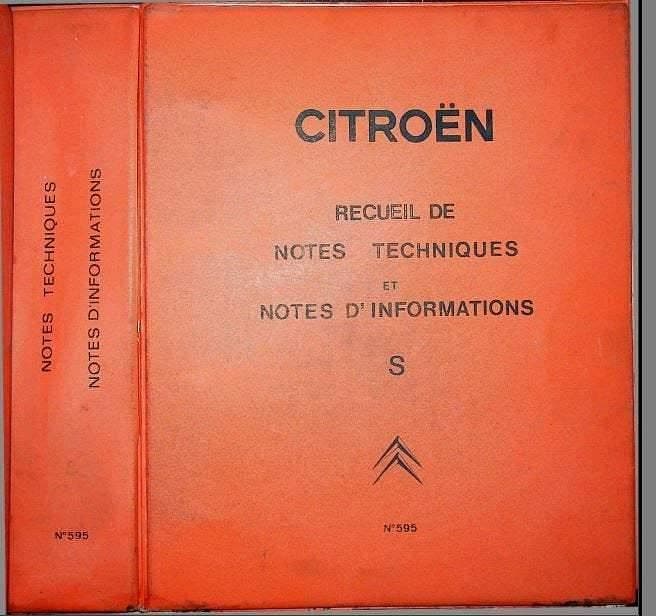 NOTES TECHNIQUES
NOTES D'INFORMATIONS
N°595
CITROËN
RECUEIL DE
NOTES TECHNIQUES
ET
NOTES D'INFORMATIONS
S
N°595